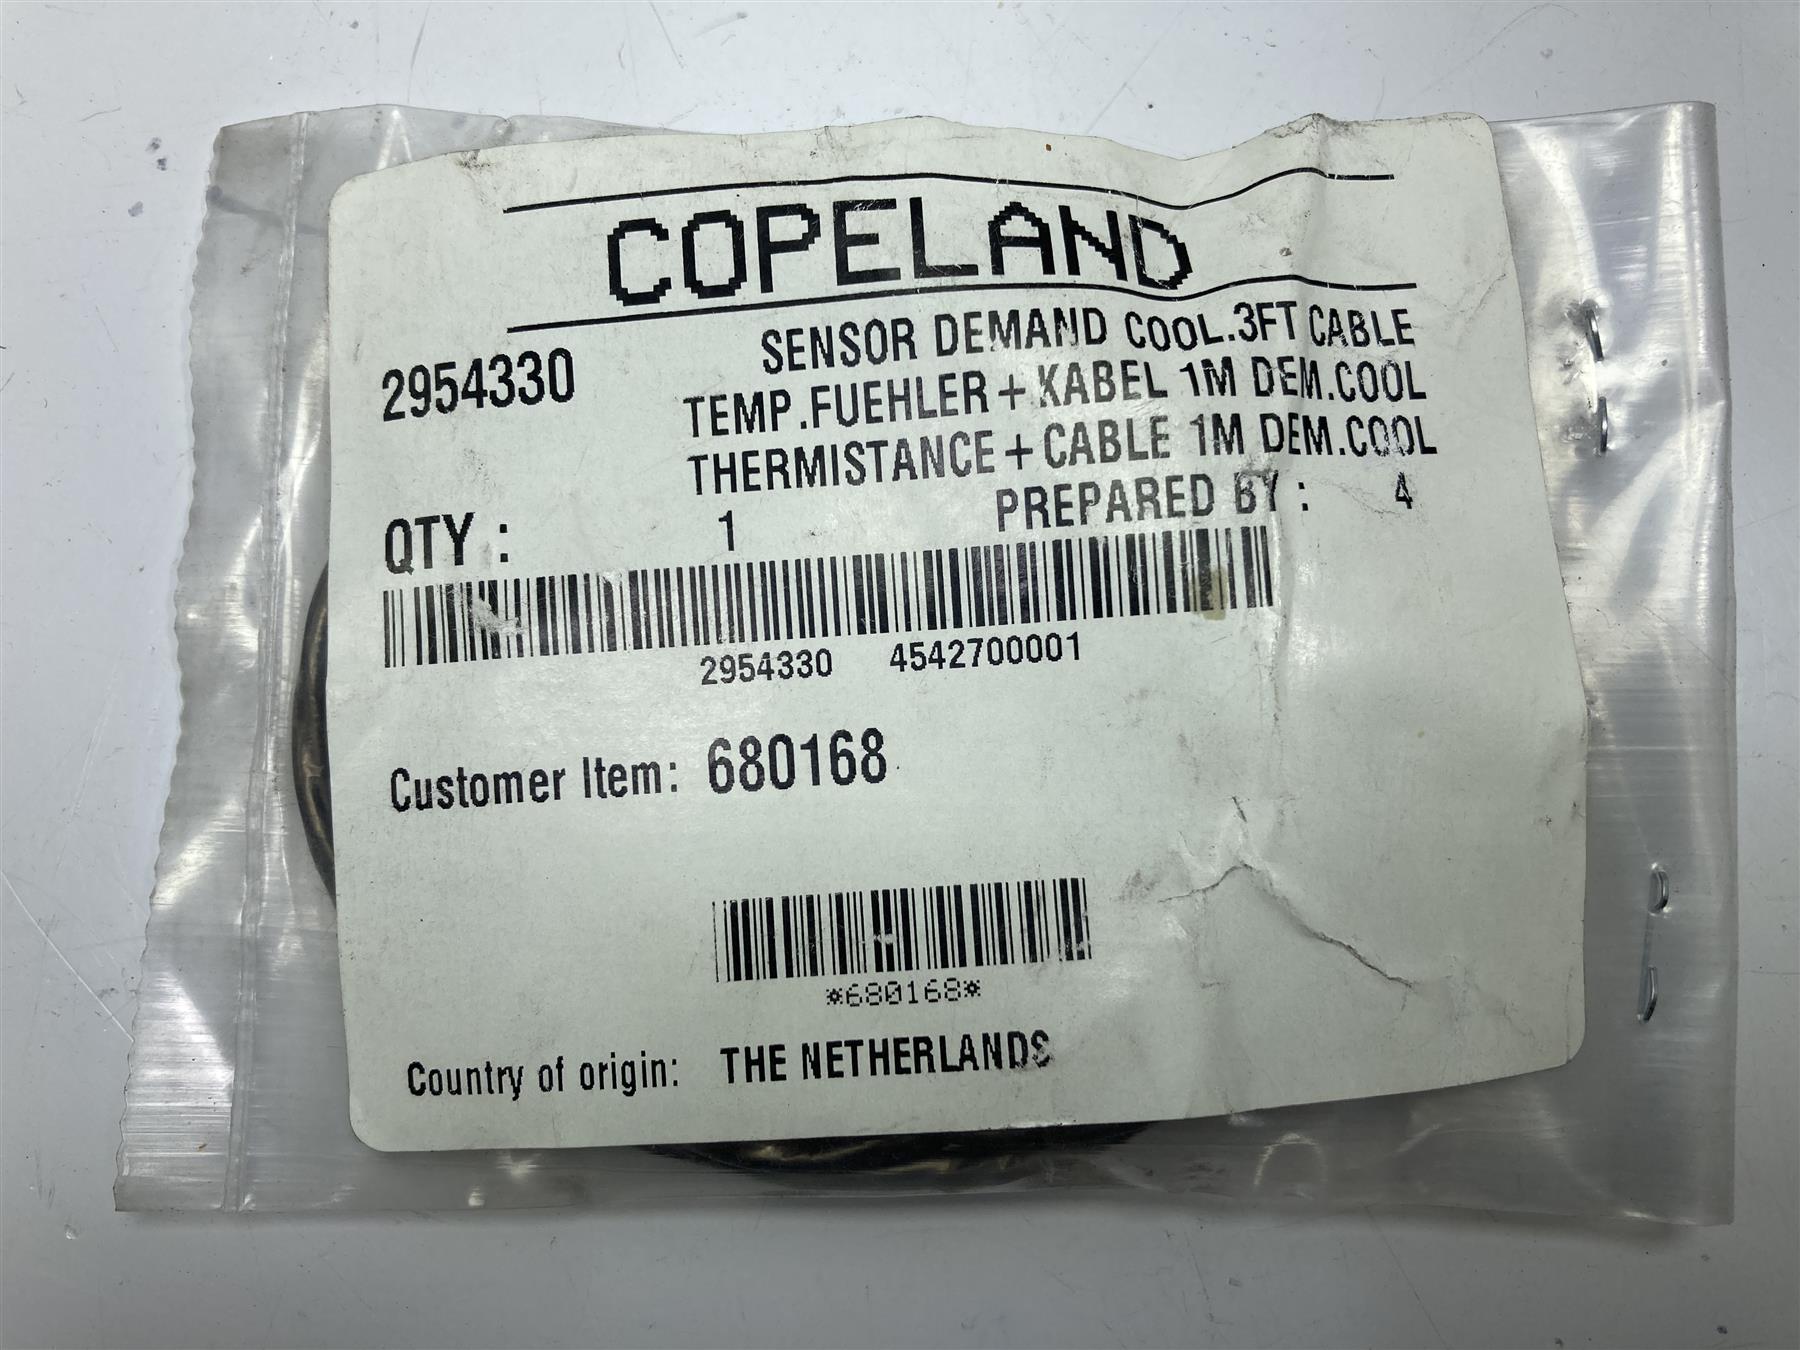 COPELAND
2954330 SENSOR DEMAND COOL.3FT CABLE
TEMP.FUEHLER + KABEL 1M DEM.COOL
THERMISTANCE + CABLE 1M DEM.COOL
QTY : 1 PREPARED BY : 4
2954330 4542700001
Customer Item: 680168
*680168*
Country of origin: THE NETHERLANDS